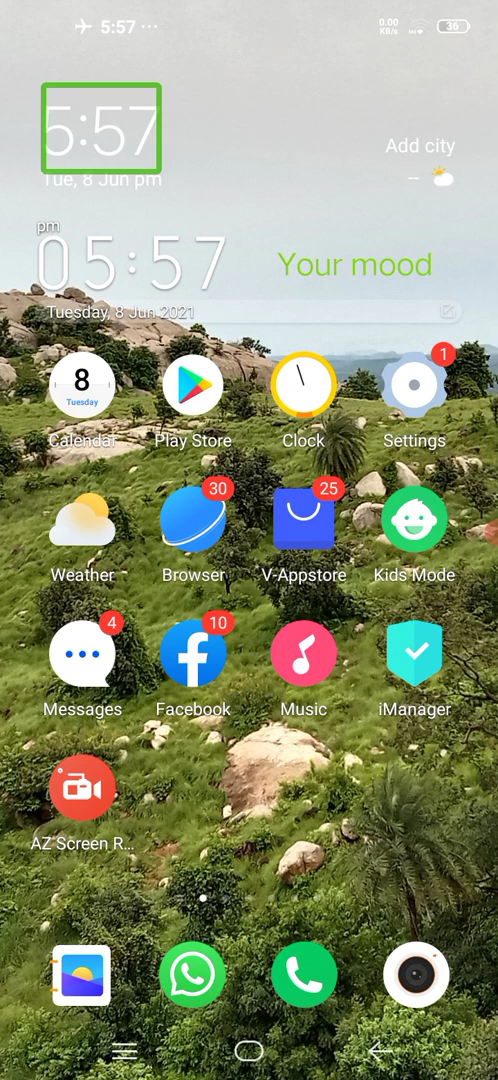 5:57 ...
0.00
KB/s
36
5:57
Tue, 8 Jun pm
Add city
--
pm
05:57
Your mood
Tuesday, 8 Jun 2021
8
Tuesday
1
Calendar
Play Store
Clock
Settings
30
25
Weather
Browser
V-Appstore
Kids Mode
4
10
Messages
Facebook
Music
iManager
AZ Screen R...